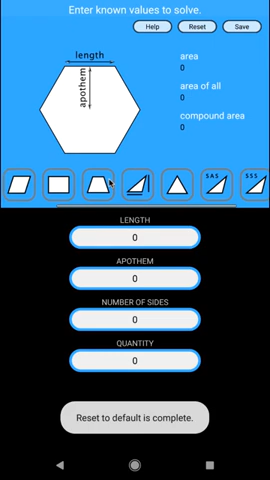 Enter known values to solve.
Help
Reset
Save
length
apothem
area
0
area of all
0
compound area
0
SAS
SSS
LENGTH
0
APOTHEM
0
NUMBER OF SIDES
0
QUANTITY
0
Reset to default is complete.